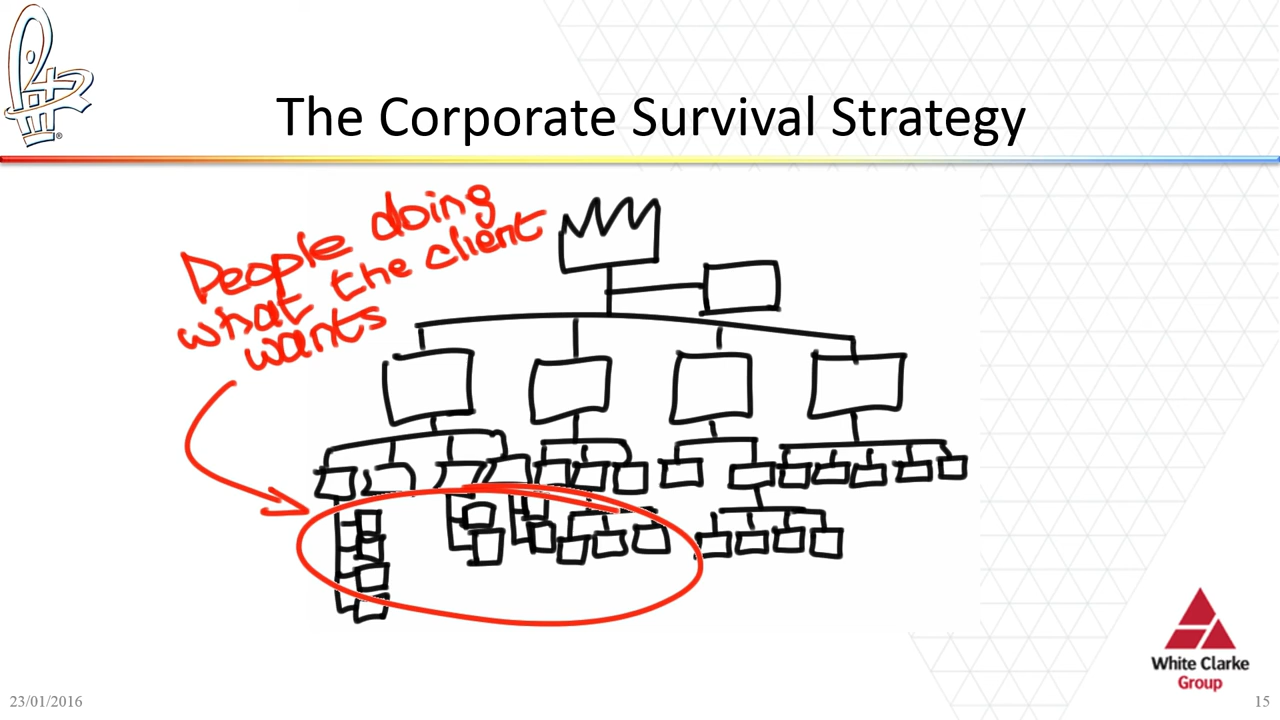 The Corporate Survival Strategy
People doing
what the client
wants
White Clarke
Group
23/01/2016
15